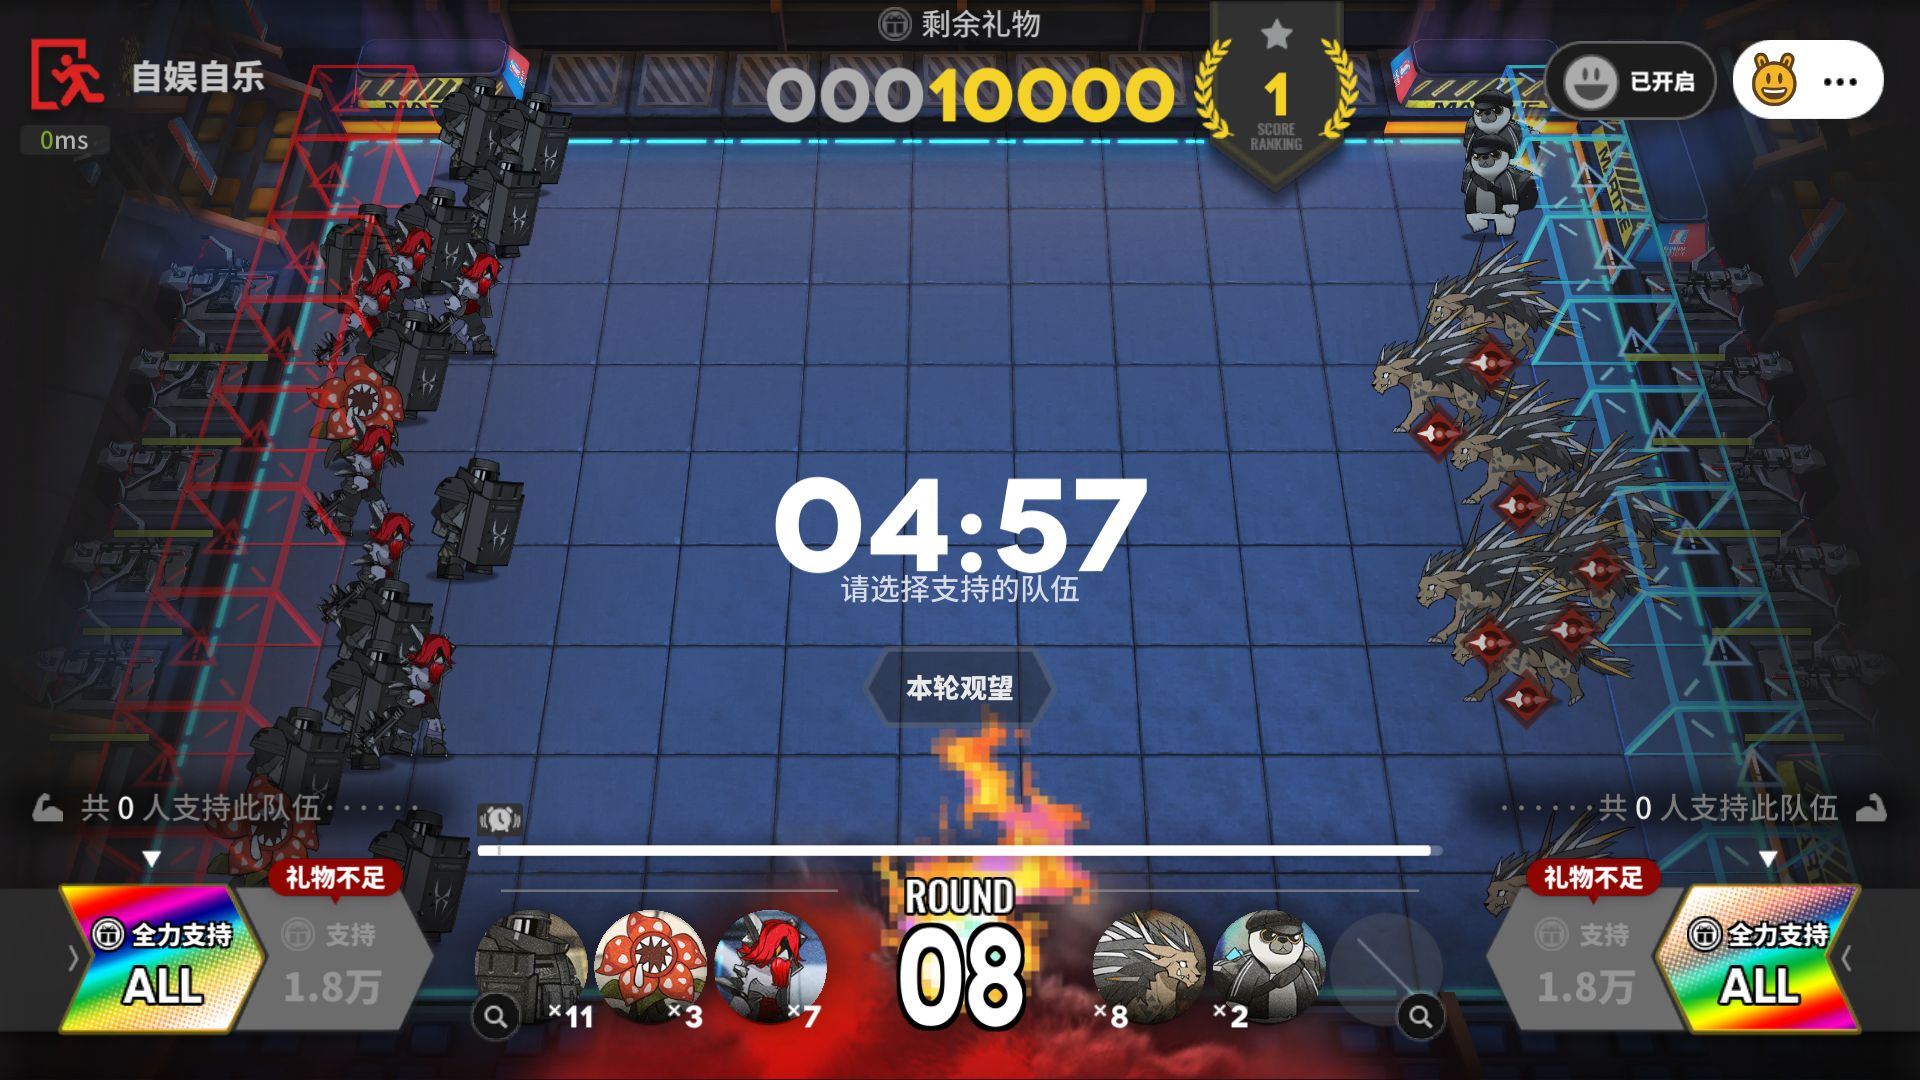 剩余礼物
自娱自乐
00010000
1
SCORE
RANKING
已开启
0ms
04:57
请选择支持的队伍
本轮观望
共 0 人支持此队伍
共 0 人支持此队伍
礼物不足
礼物不足
全力支持
ALL
支持
1.8万
×11
×3
×7
ROUND
08
×8
×2
支持
1.8万
全力支持
ALL